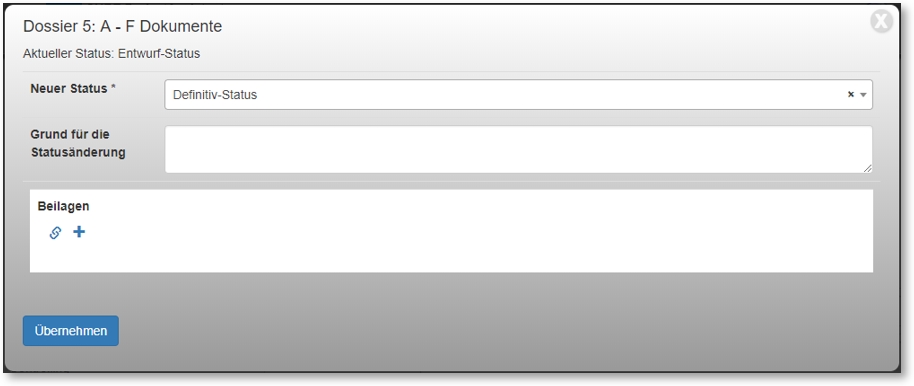 Dossier 5: A - F Dokumente
Aktueller Status: Entwurf-Status
Neuer Status *
Definitiv-Status
Grund für die
Statusänderung
Beilagen
Übernehmen